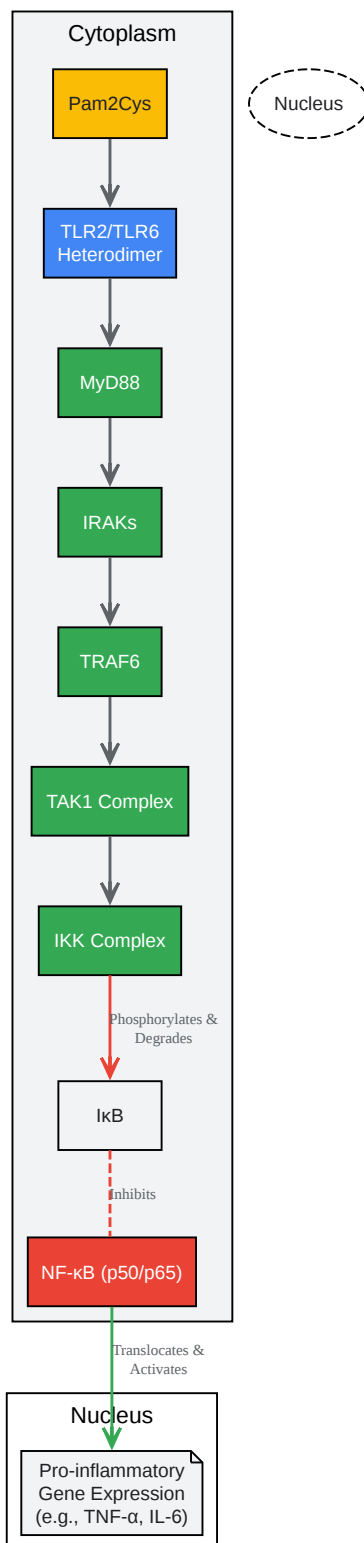 Cytoplasm
Pam2Cys
Nucleus
TLR2/TLR6
Heterodimer
MyD88
IRAKs
TRAF6
TAK1 Complex
IKK Complex
Phosphorylates &
Degrades
IκB
Inhibits
NF-κB (p50/p65)
Translocates &
Activates
Nucleus
Pro-inflammatory
Gene Expression
(e.g., TNF-α, IL-6)